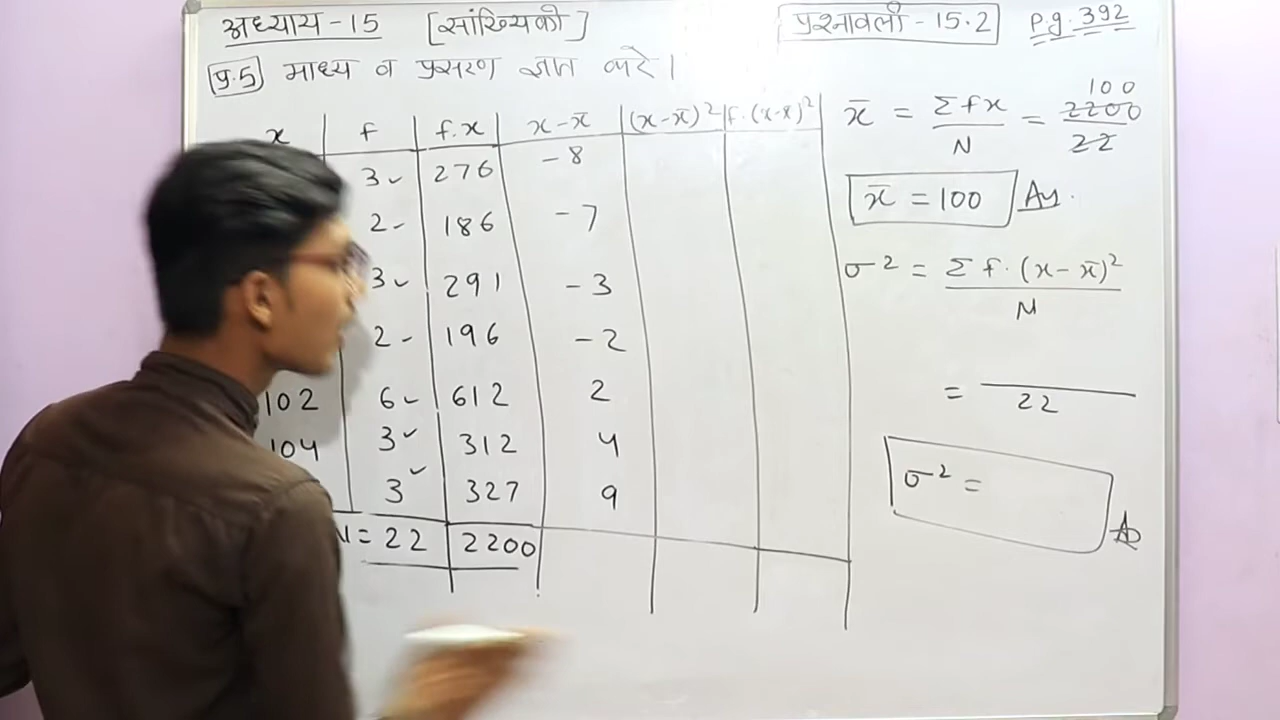 अध्याय-15 [सांख्यिकी] प्रश्नावली-15.2 P.g. 392
प्र.5) माध्य व प्रसरण ज्ञात करे।
x f f.x x-x̄ (x-x̄)² f.(x-x̄)²
3 276 -8
2 186 -7
3 291 -3
2 196 -2
102 6 612 2
104 3 312 4
3 327 9
N=22 2200
x̄ = Σfx/N = 2200/22 100
x̄ = 100 Ans.
σ² = Σf.(x-x̄)²/N
= /22
σ² =